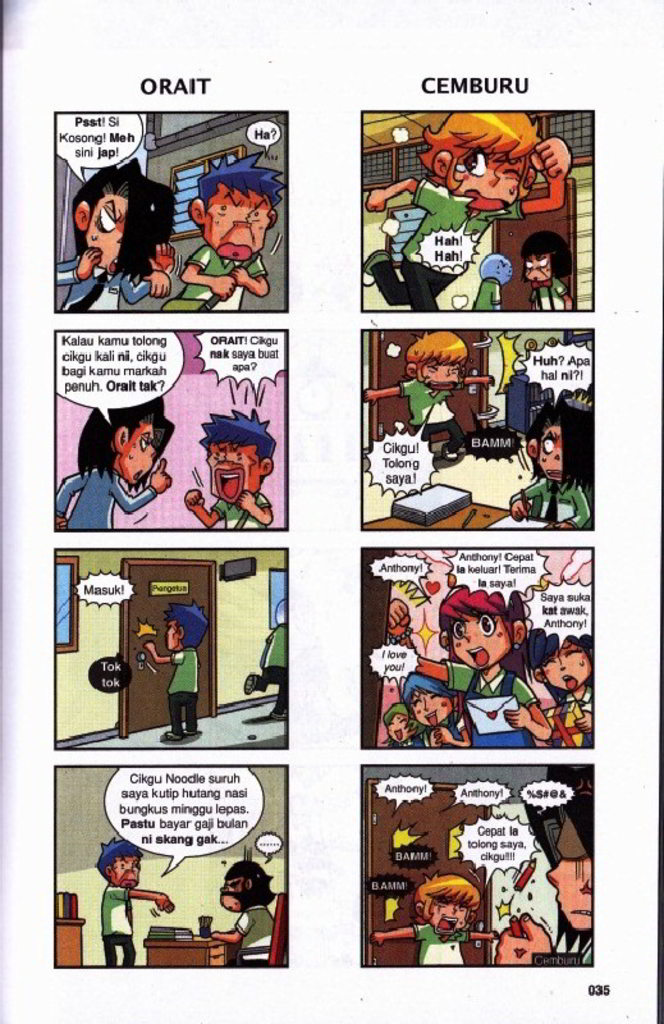 ORAIT
Psst! Si
Kosong! Meh
sini jap!
Ha?
Kalau kamu tolong
cikgu kali ni, cikgu
bagi kamu markah
penuh. Orait tak?
ORAIT! Cikgu
nak saya buat
apa?
Masuk!
Pengetua
Tok
tok
Cikgu Noodle suruh
saya kutip hutang nasi
bungkus minggu lepas.
Pastu bayar gaji bulan
ni skang gak...
......
CEMBURU
Hah!
Hah!
Huh? Apa
hal ni?!
BAMM!
Cikgu!
Tolong
saya!
Anthony!
Anthony! Cepat
la keluar! Terima
la saya!
Saya suka
kat awak,
Anthony!
I love
you!
Anthony!
Anthony!
%$#@&
Cepat la
tolong saya,
cikgu!!!
BAMM!
BAMM!
Cemburu
035